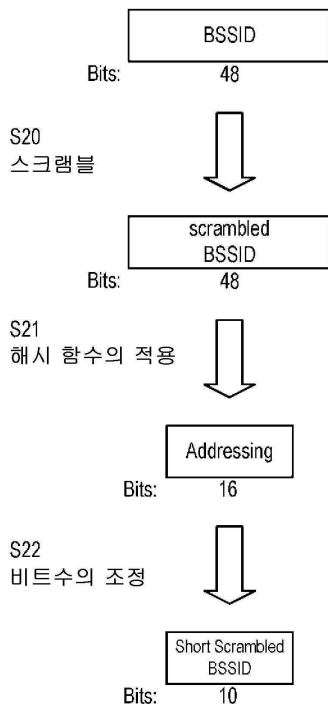 BSSID
Bits: 48
S20
스크램블
scrambled
BSSID
Bits: 48
S21
해시 함수의 적용
Addressing
Bits: 16
S22
비트수의 조정
Short Scrambled
BSSID
Bits: 10